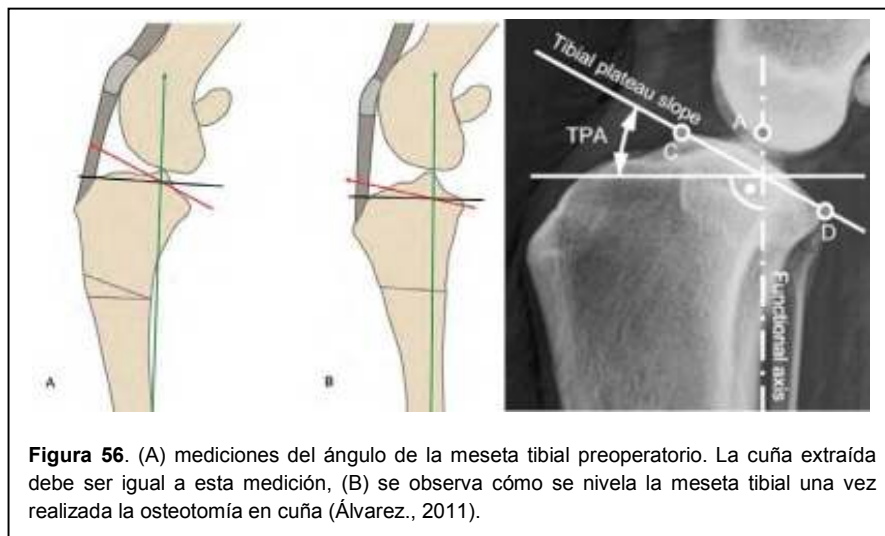 Tibial plateau slope
TPA
C
A
D
Functional axis
A
B
Figura 56. (A) mediciones del ángulo de la meseta tibial preoperatorio. La cuña extraída
debe ser igual a esta medición, (B) se observa cómo se nivela la meseta tibial una vez
realizada la osteotomía en cuña (Álvarez., 2011).